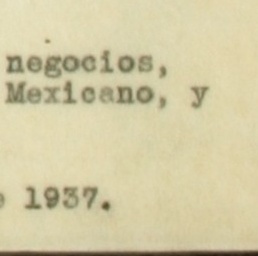 negocios,
Mexicano, y
1937.